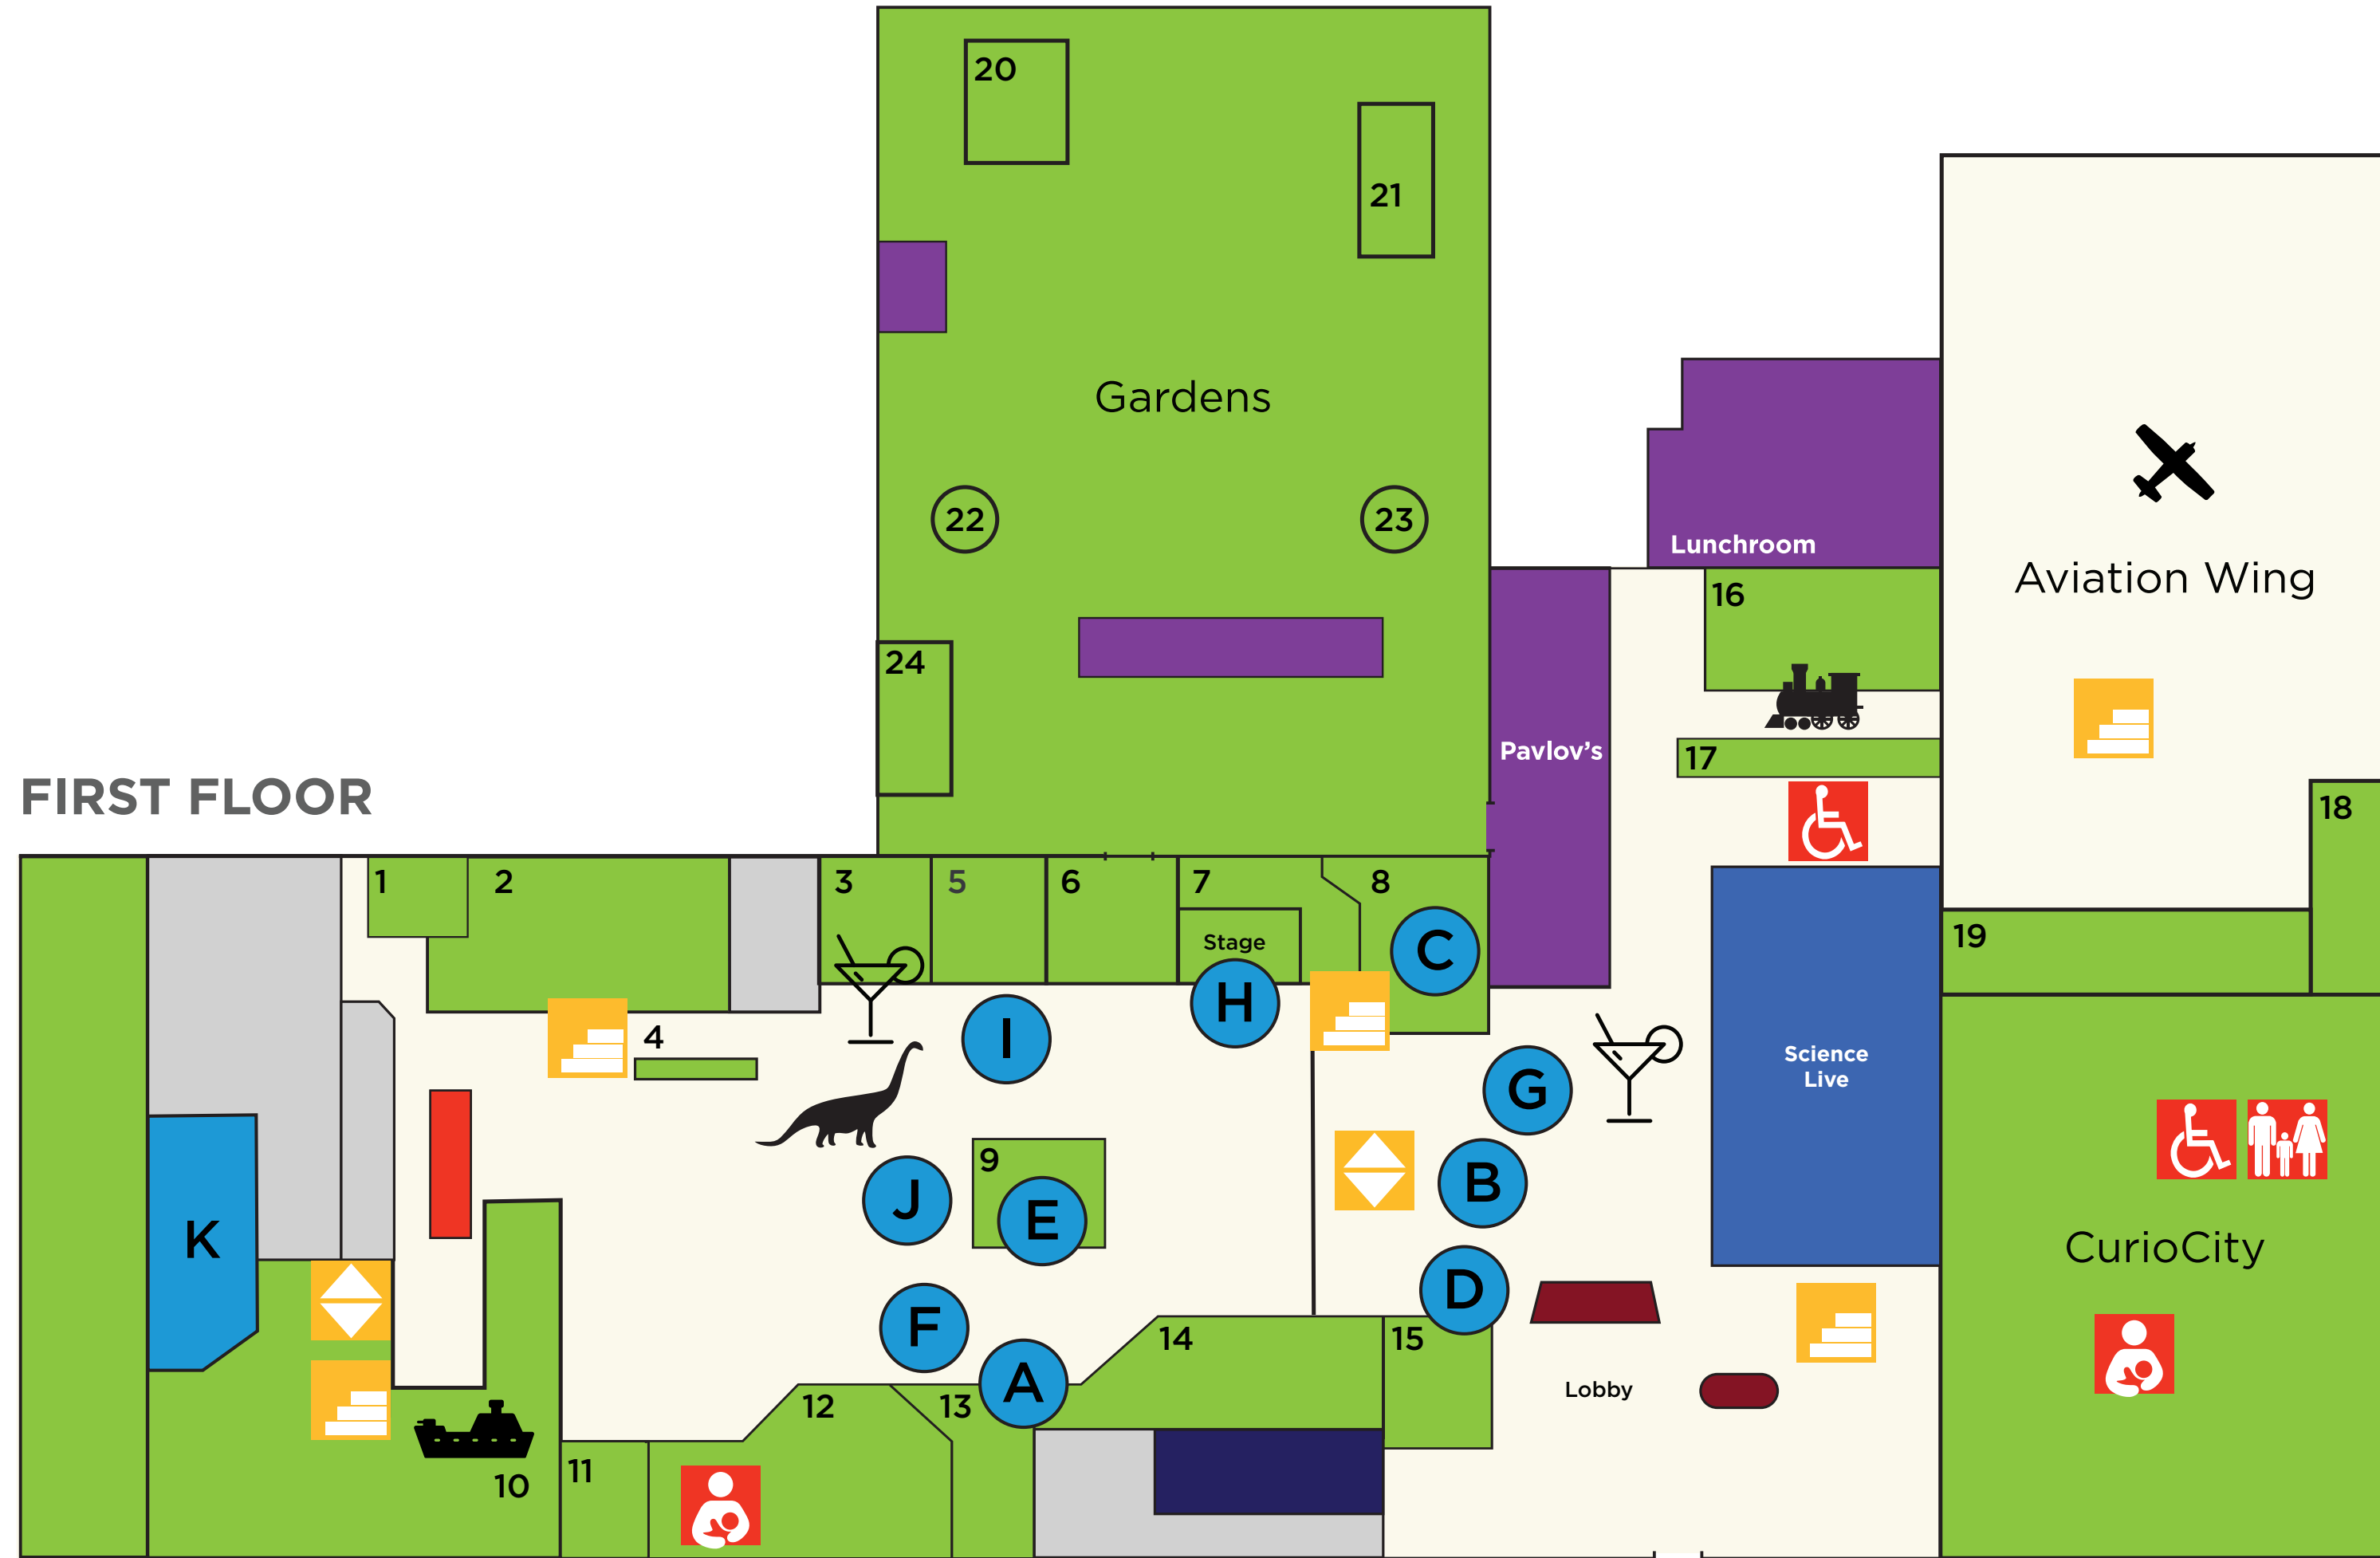 20
21
Gardens
22
23
Lunchroom
Aviation Wing
16
24
Pavlov's
17
FIRST FLOOR
18
1
2
3
5
6
7
8
19
Stage
C
H
I
4
Science
Live
G
9
B
J
E
K
CurioCity
D
F
14
15
A
Lobby
12
13
11
10